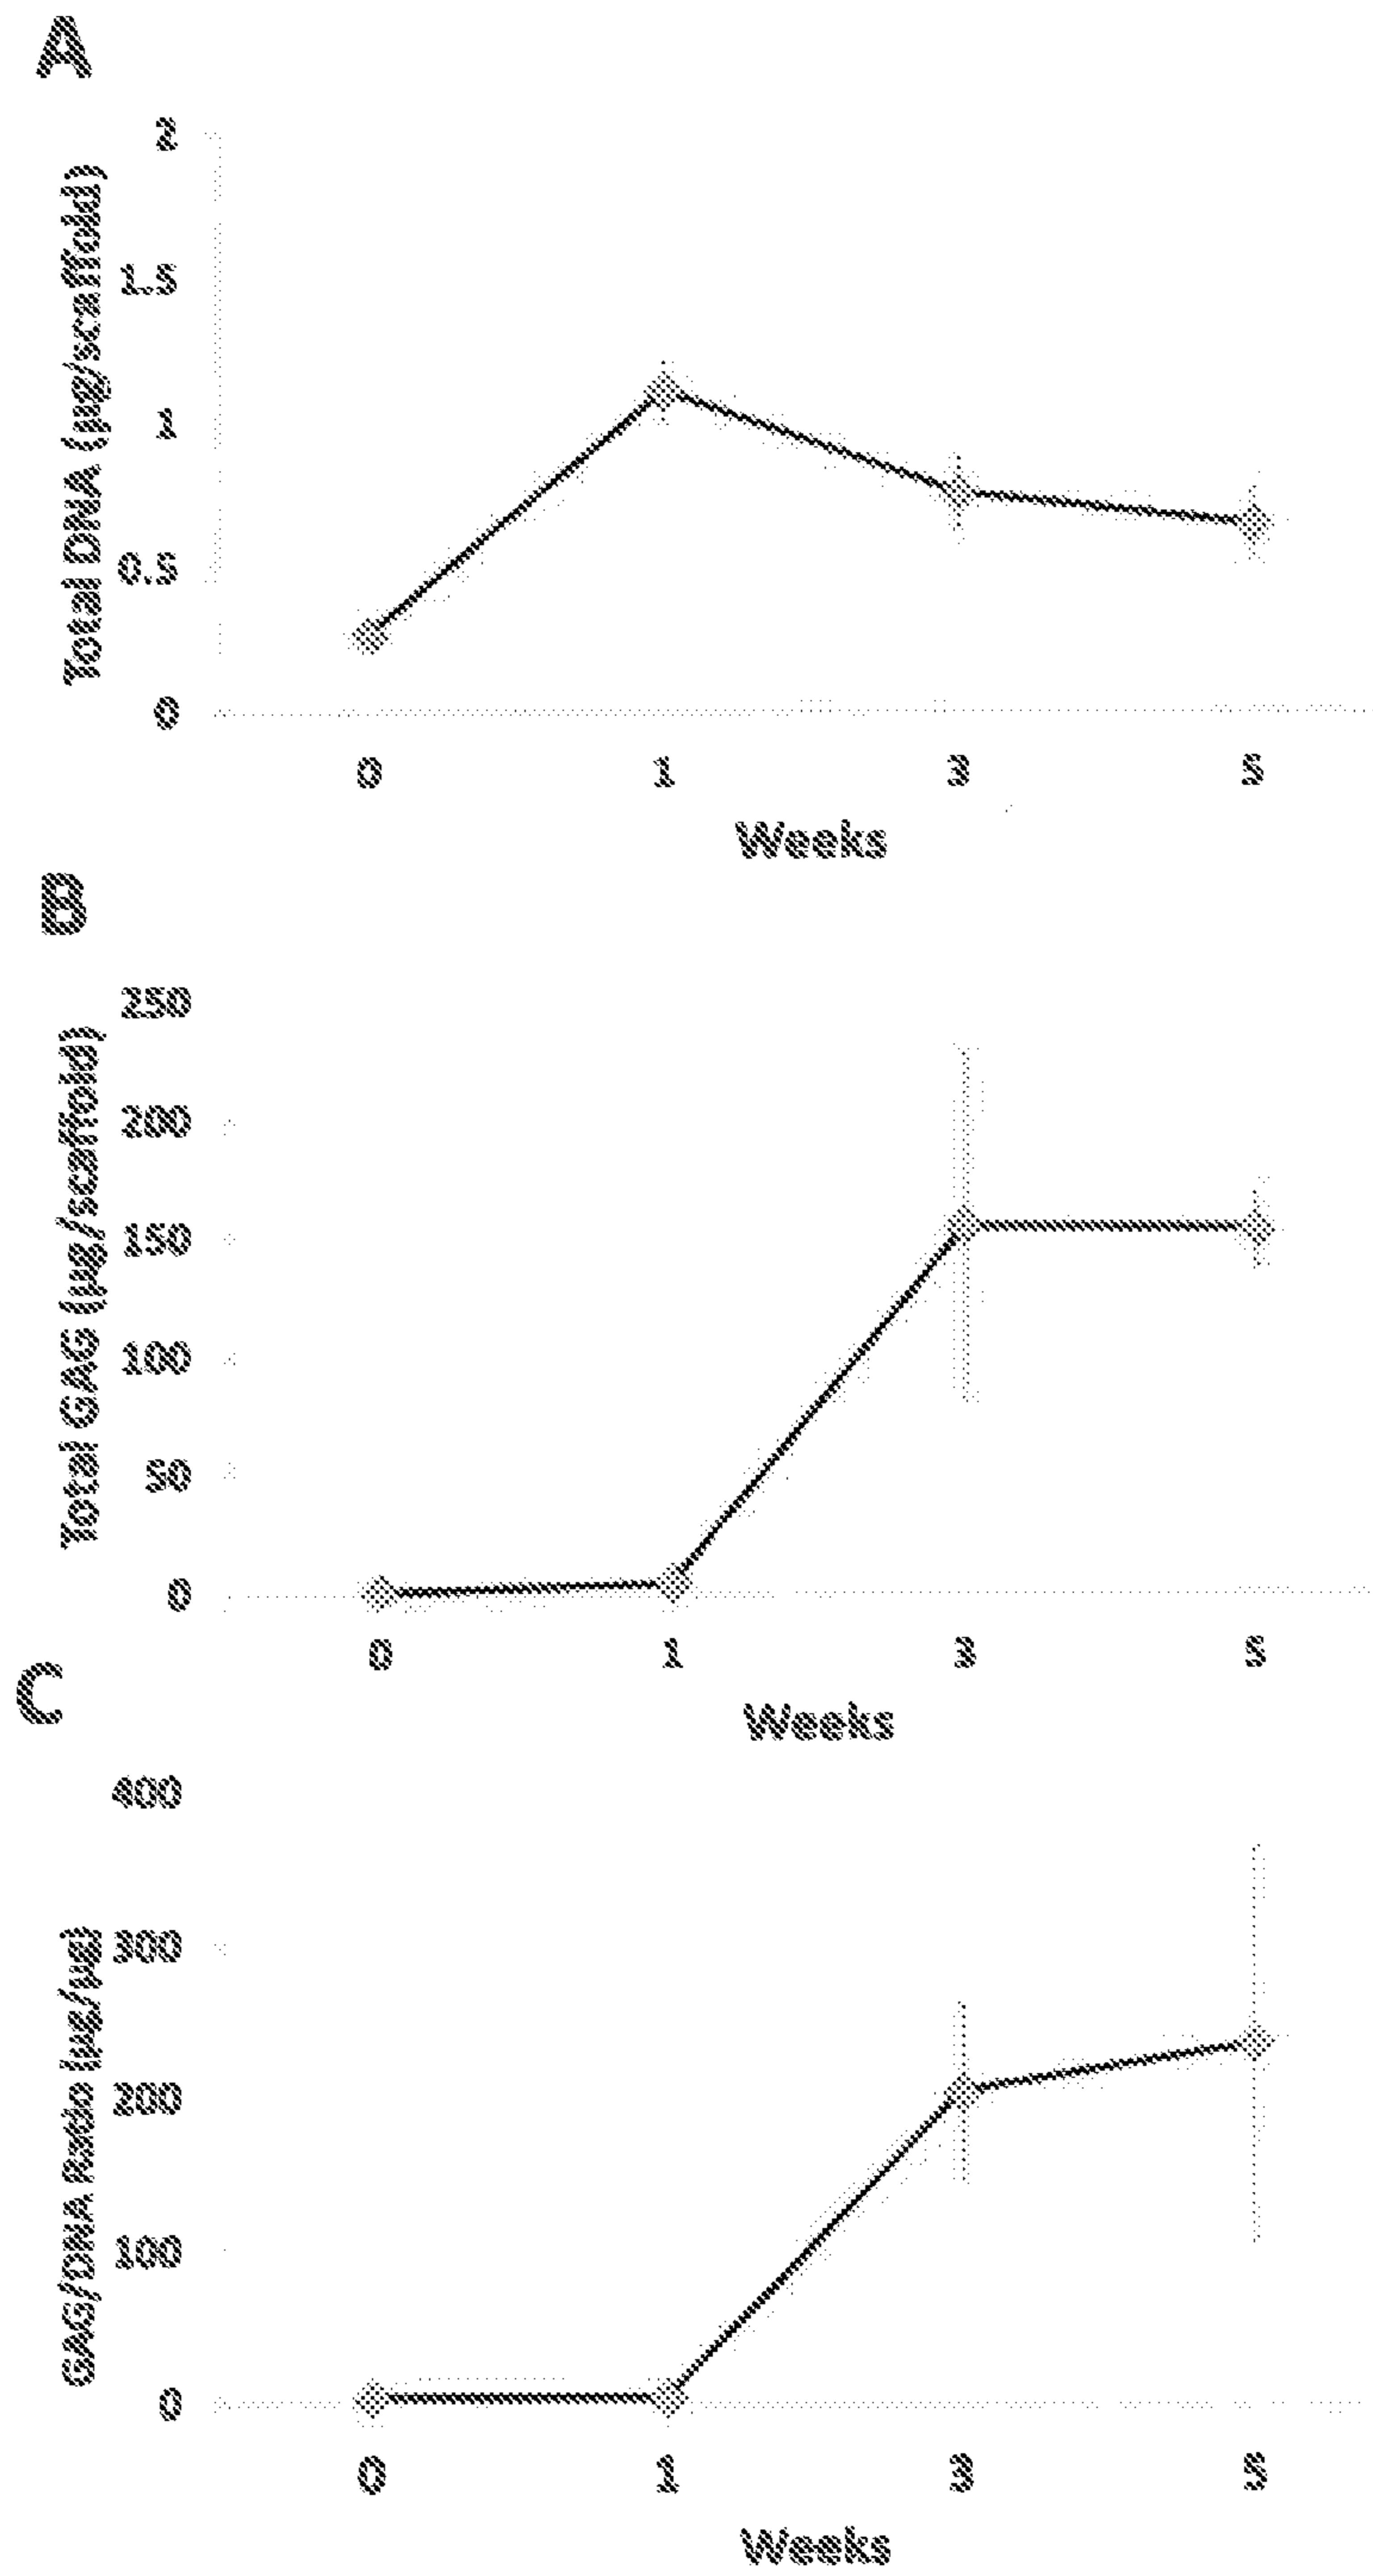 A
Total DNA (µg/scaffold)
2
1.5
1
0.5
0
0 1 3 5
Weeks
B
Total GAG (µg/scaffold)
250
200
150
100
50
0
0 1 3 5
Weeks
C
GAG/DNA Ratio (µg/µg)
400
300
200
100
0
0 1 3 5
Weeks